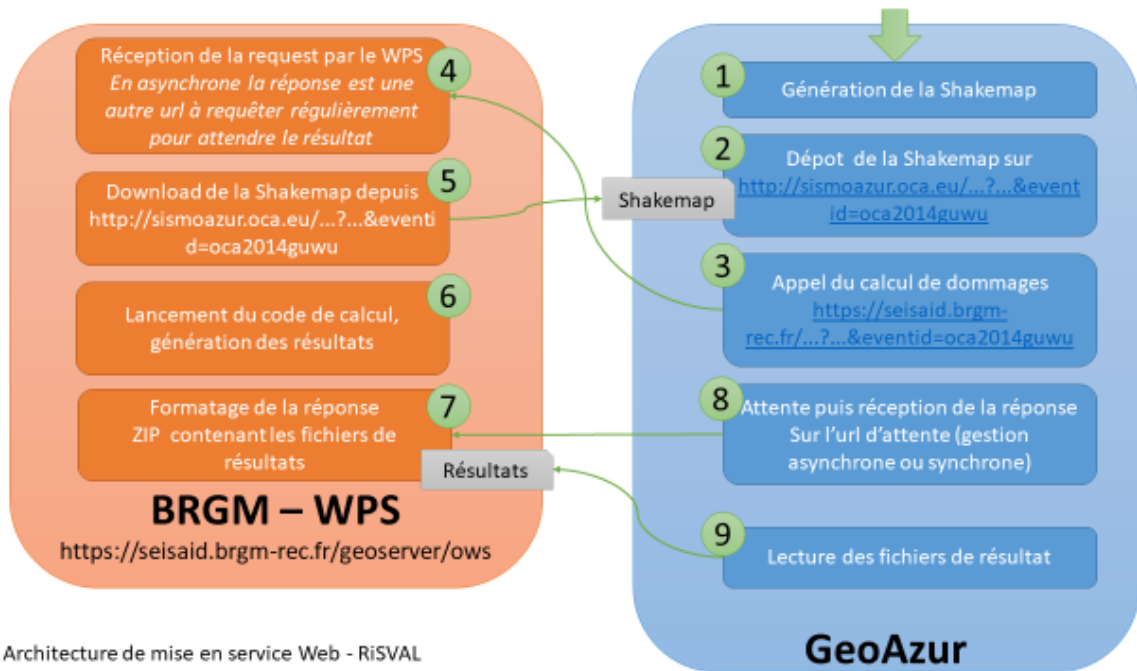 Réception de la request par le WPS
En asynchrone la réponse est une
autre url à requêter régulièrement
pour attendre le résultat
4
Download de la Shakemap depuis
http://sismoazur.oca.eu/...?...&eventi
d=oca2014guwu
5
Lancement du code de calcul,
génération des résultats
6
Formatage de la réponse
ZIP contenant les fichiers de
résultats
7
Résultats
BRGM – WPS
https://seisaid.brgm-rec.fr/geoserver/ows
1
Génération de la Shakemap
2
Dépot de la Shakemap sur
http://sismoazur.oca.eu/...?...&event
id=oca2014guwu
Shakemap
3
Appel du calcul de dommages
https://seisaid.brgm-
rec.fr/...?...&eventid=oca2014guwu
8
Attente puis réception de la réponse
Sur l'url d'attente (gestion
asynchrone ou synchrone)
9
Lecture des fichiers de résultat
GeoAzur
Architecture de mise en service Web - RiSVAL